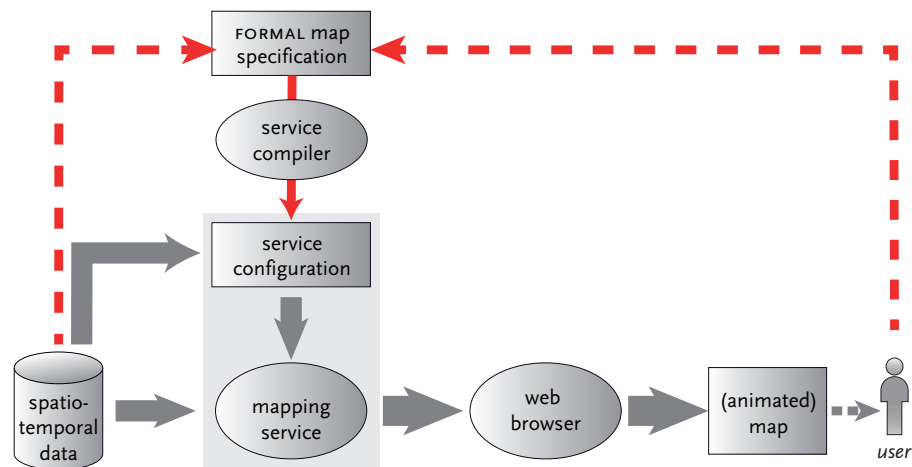 FORMAL map
specification
service
compiler
service
configuration
spatio-
temporal
data
mapping
service
web
browser
(animated)
map
user